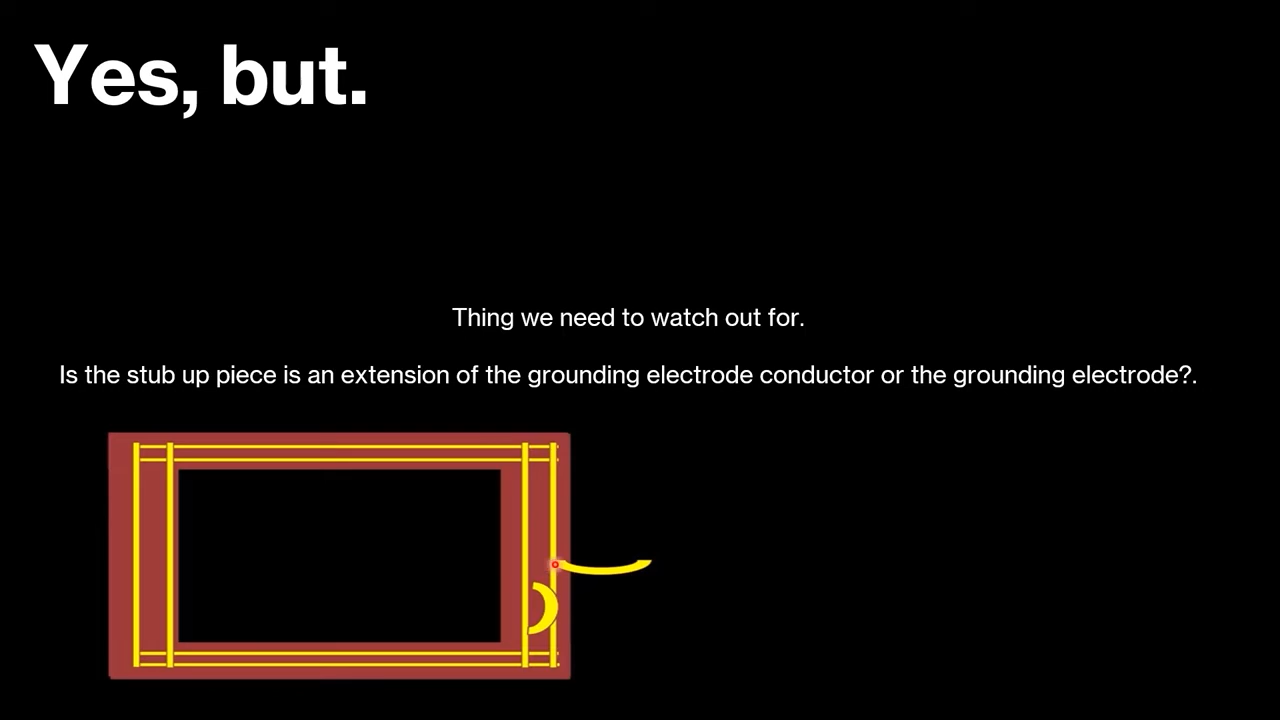 Yes, but.
Thing we need to watch out for.
Is the stub up piece is an extension of the grounding electrode conductor or the grounding electrode?.